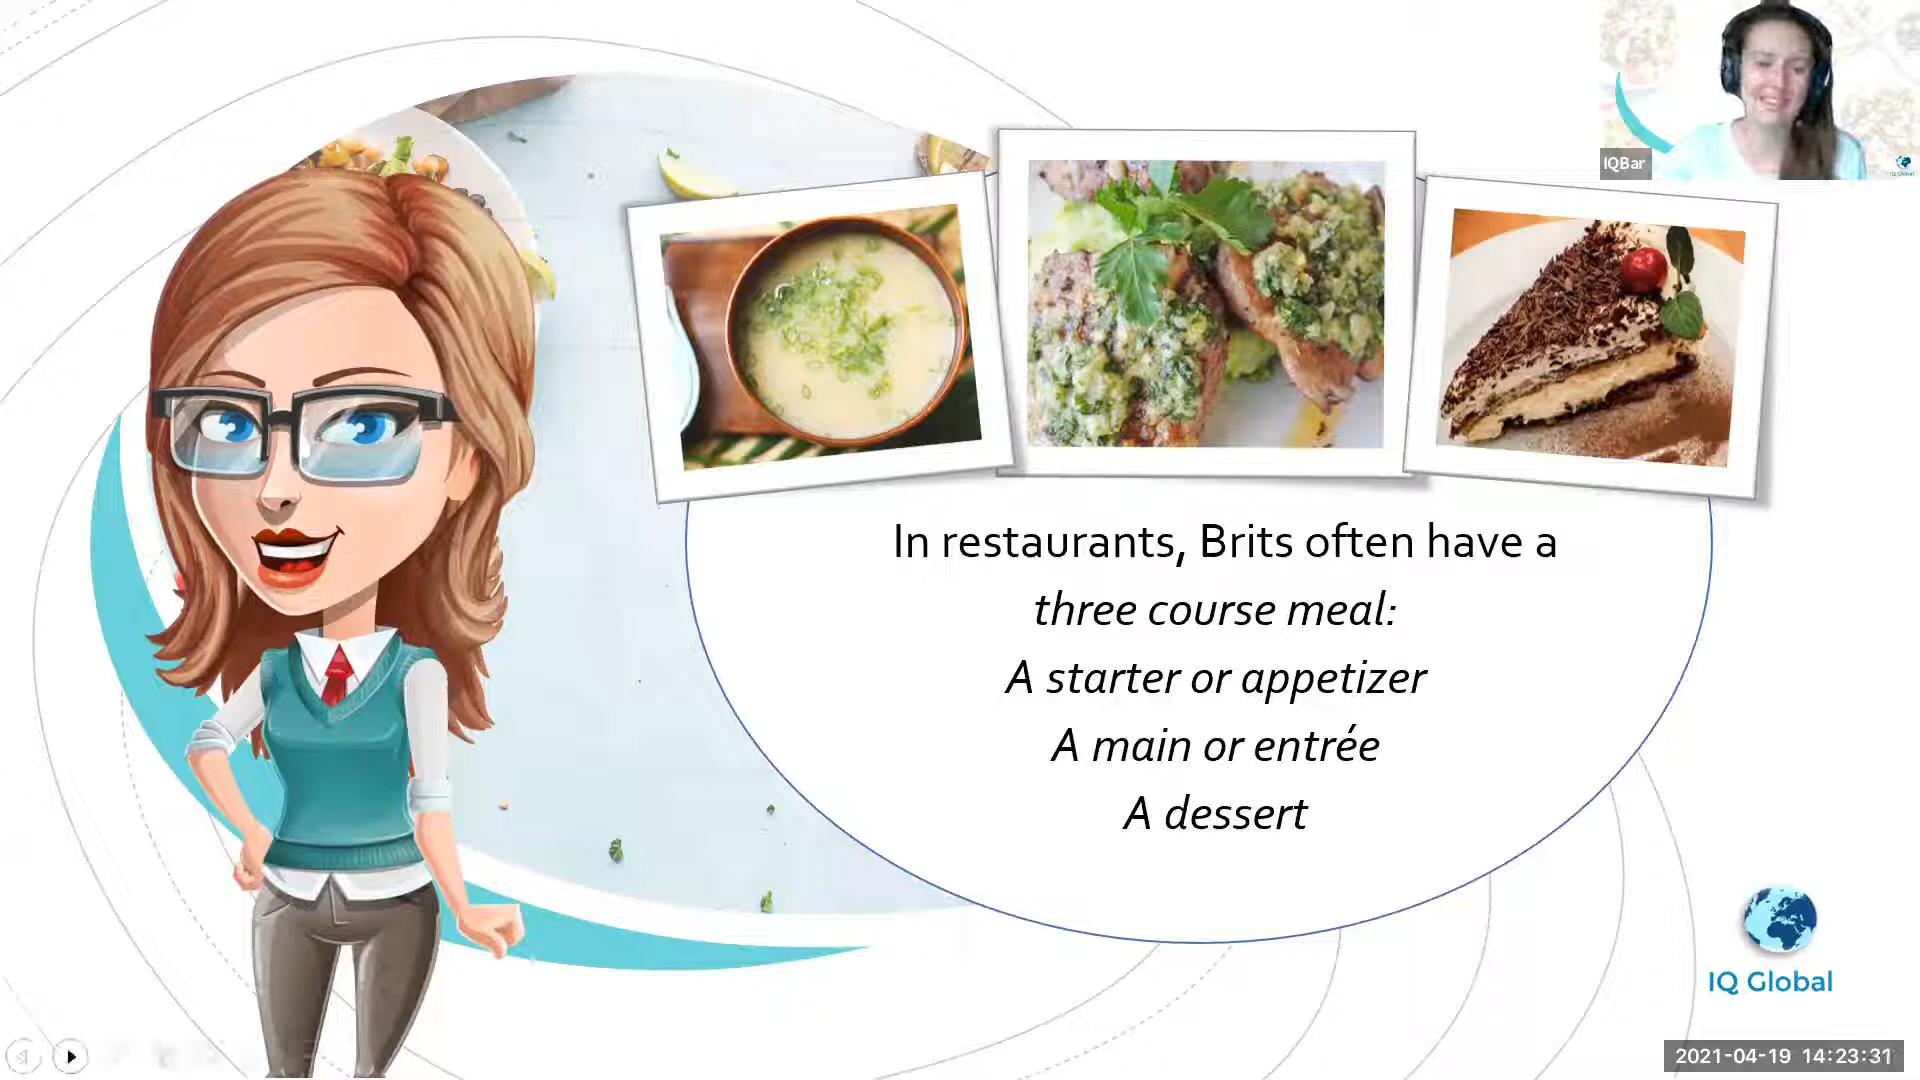 IQBar
In restaurants, Brits often have a
three course meal:
A starter or appetizer
A main or entrée
A dessert
IQ Global
2021-04-19 14:23:31